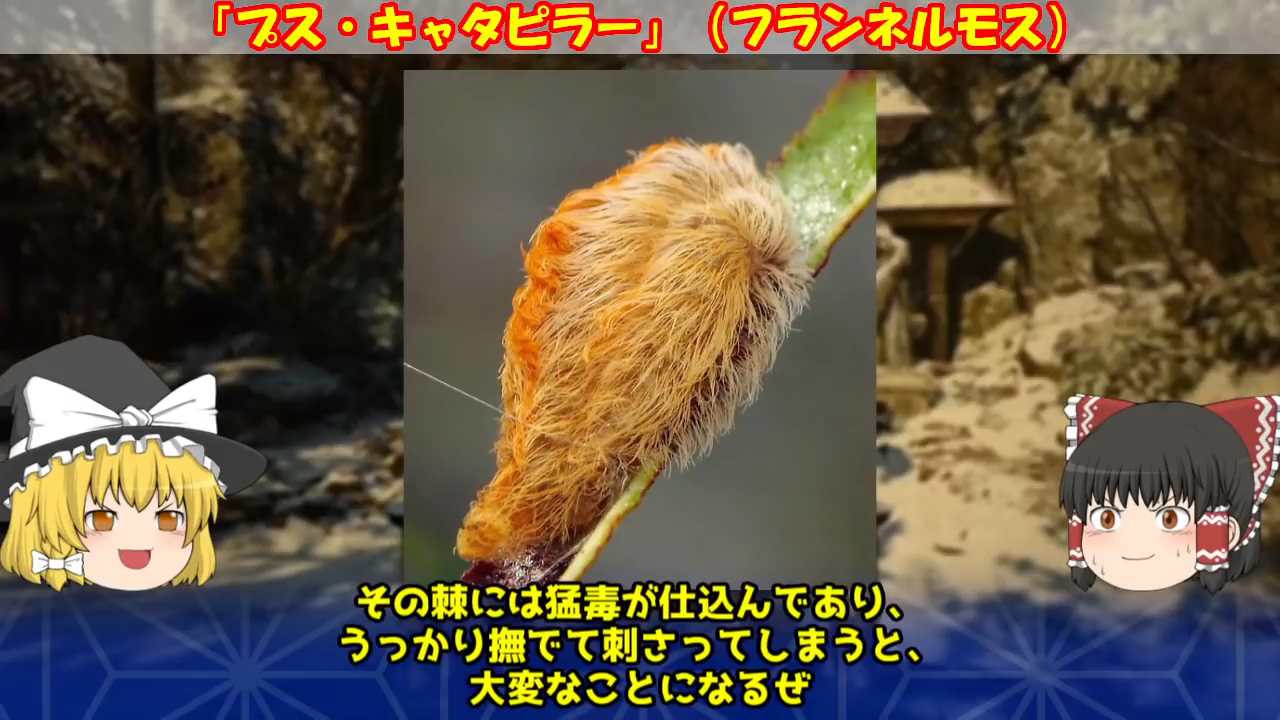 「プス・キャタピラー」（フランネルモス）
その棘には猛毒が仕込んであり、
うっかり撫でて刺さってしまうと、
大変なことになるぜ